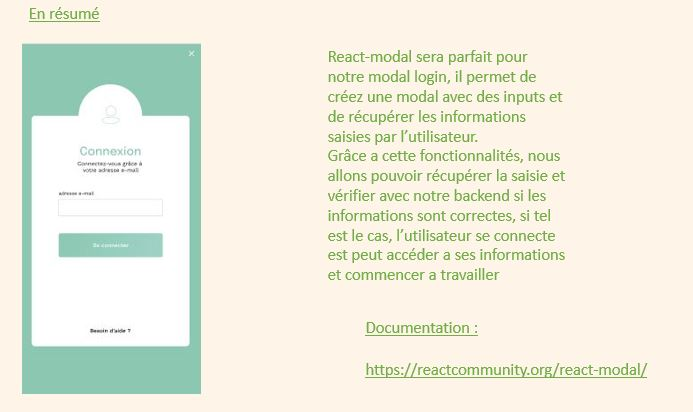 En résumé
×
Connexion
Connectez-vous grâce à
votre adresse e-mail
adresse e-mail
Se connecter
Besoin d'aide ?
React-modal sera parfait pour
notre modal login, il permet de
créez une modal avec des inputs et
de récupérer les informations
saisies par l’utilisateur.
Grâce a cette fonctionnalités, nous
allons pouvoir récupérer la saisie et
vérifier avec notre backend si les
informations sont correctes, si tel
est le cas, l’utilisateur se connecte
est peut accéder a ses informations
et commencer a travailler
Documentation :
https://reactcommunity.org/react-modal/